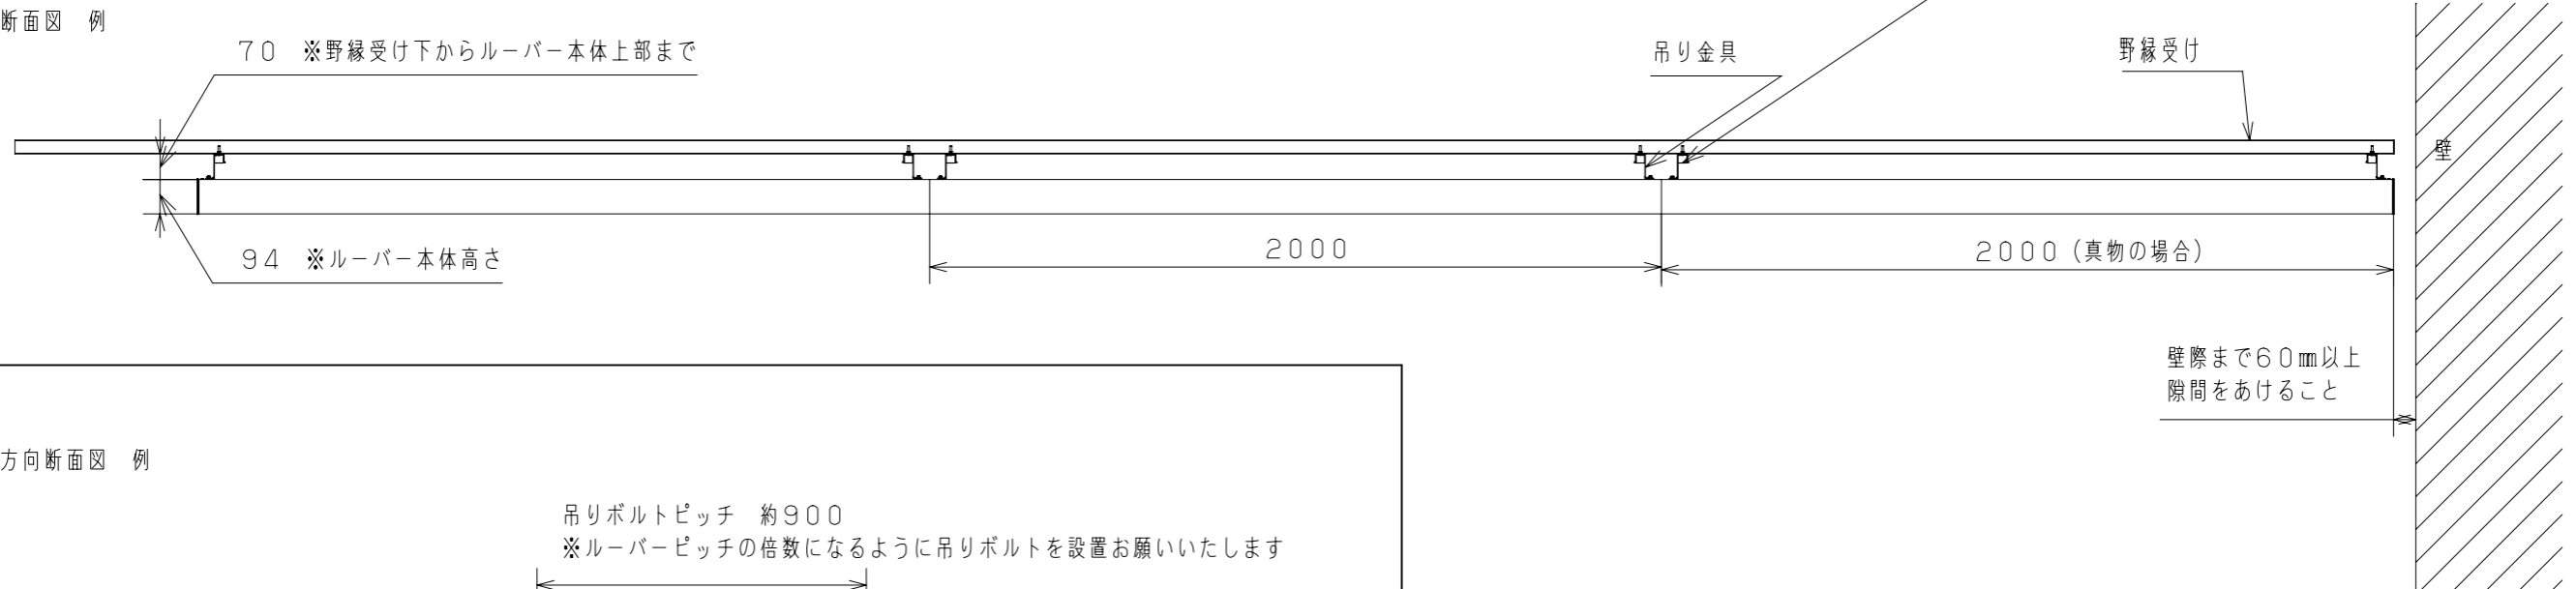 断面図 例
70 ※野縁受け下からルーバー本体上部まで
吊り金具
野縁受け
壁
94 ※ルーバー本体高さ
2000
2000(真物の場合)
壁際まで60㎜以上
隙間をあけること
方向断面図 例
吊りボルトピッチ 約900
※ルーバーピッチの倍数になるように吊りボルトを設置お願いいたします